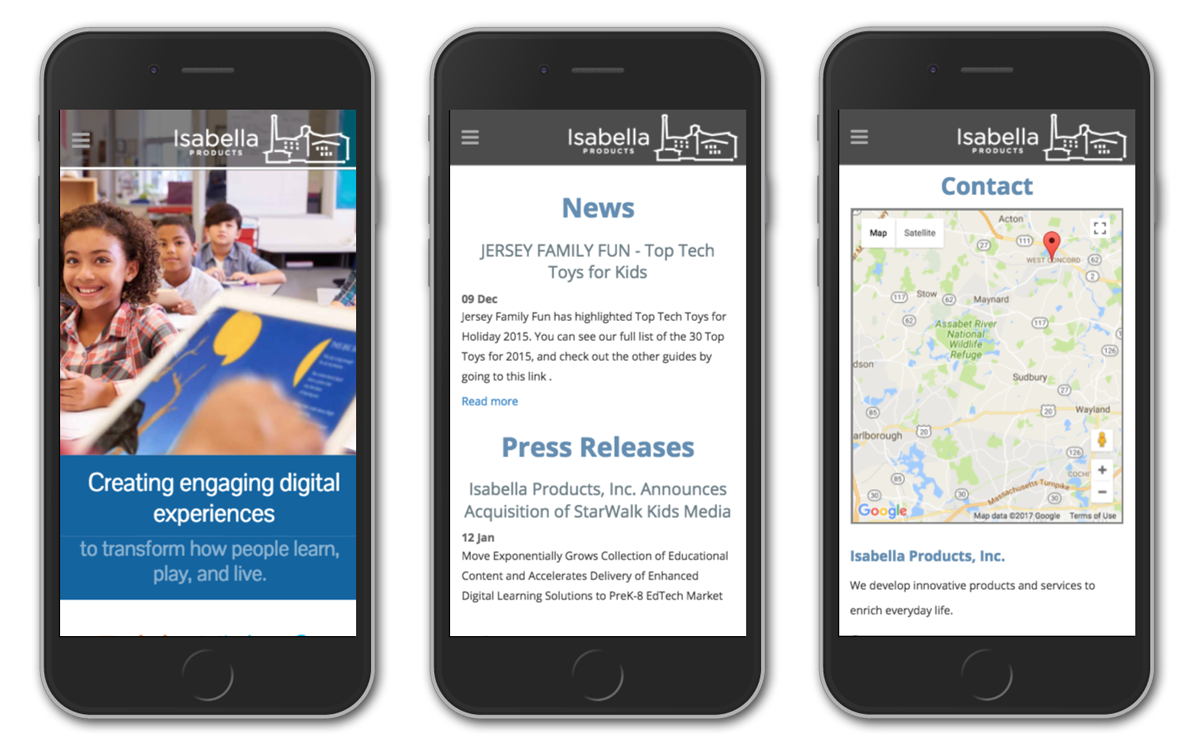 Isabella
PRODUCTS
Creating engaging digital
experiences
to transform how people learn,
play, and live.
Isabella
PRODUCTS
News
JERSEY FAMILY FUN - Top Tech
Toys for Kids
09 Dec
Jersey Family Fun has highlighted Top Tech Toys for
Holiday 2015. You can see our full list of the 30 Top
Toys for 2015, and check out the other guides by
going to this link .
Read more
Press Releases
Isabella Products, Inc. Announces
Acquisition of StarWalk Kids Media
12 Jan
Move Exponentially Grows Collection of Educational
Content and Accelerates Delivery of Enhanced
Digital Learning Solutions to PreK-8 EdTech Market
Isabella
PRODUCTS
Contact
Map Satellite
Acton
27
111
WEST CONCORD
62
2
117
Stow
62
Maynard
62
117
Assabet River
National
Wildlife
Refuge
126
dson
Sudbury
27
85
20
Wayland
20
arlborough
126
COCHI
85
Massachusetts Turnpike
30
30
30
Google
Map data ©2017 Google
Terms of Use
Isabella Products, Inc.
We develop innovative products and services to
enrich everyday life.